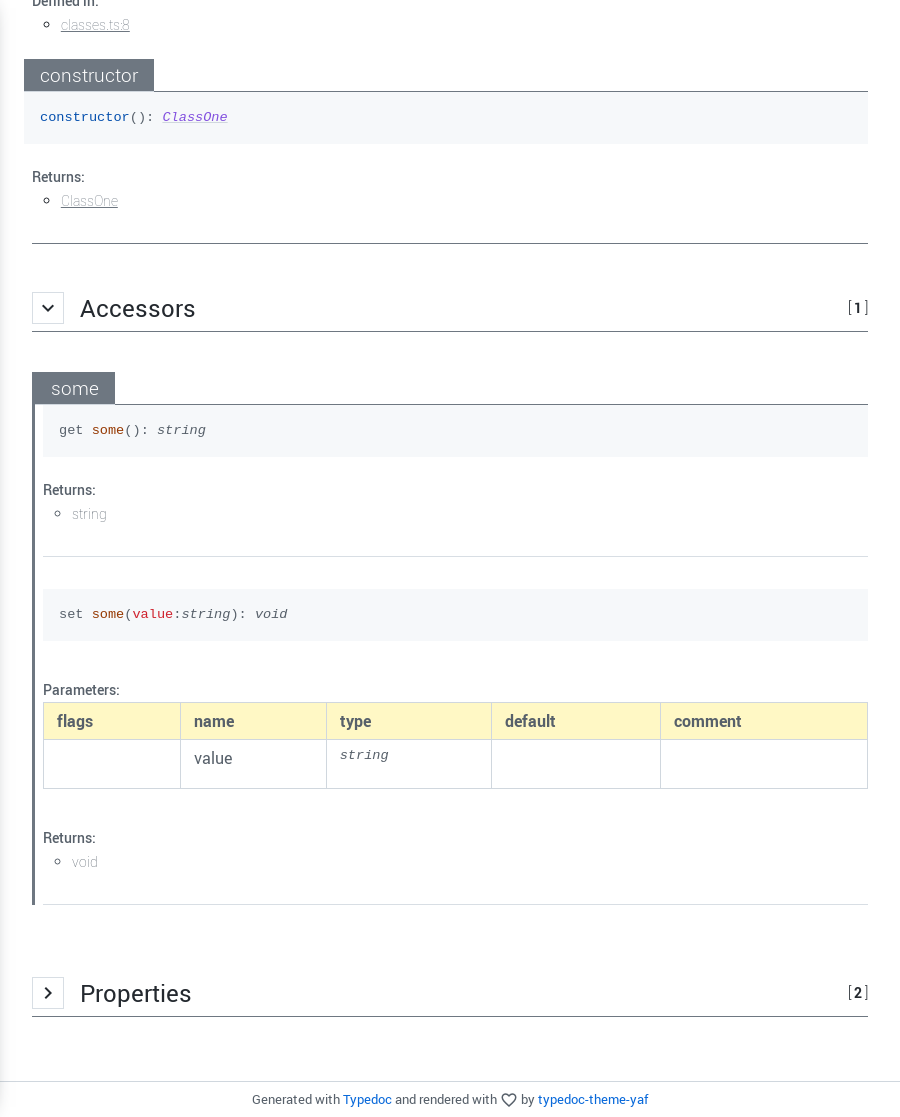 Defined in:
classes.ts:8
constructor
constructor(): ClassOne
Returns:
ClassOne
Accessors [1]
some
get some(): string
Returns:
string
set some(value:string): void
Parameters:
flags name type default comment
value string
Returns:
void
Properties [2]
Generated with Typedoc and rendered with by typedoc-theme-yaf